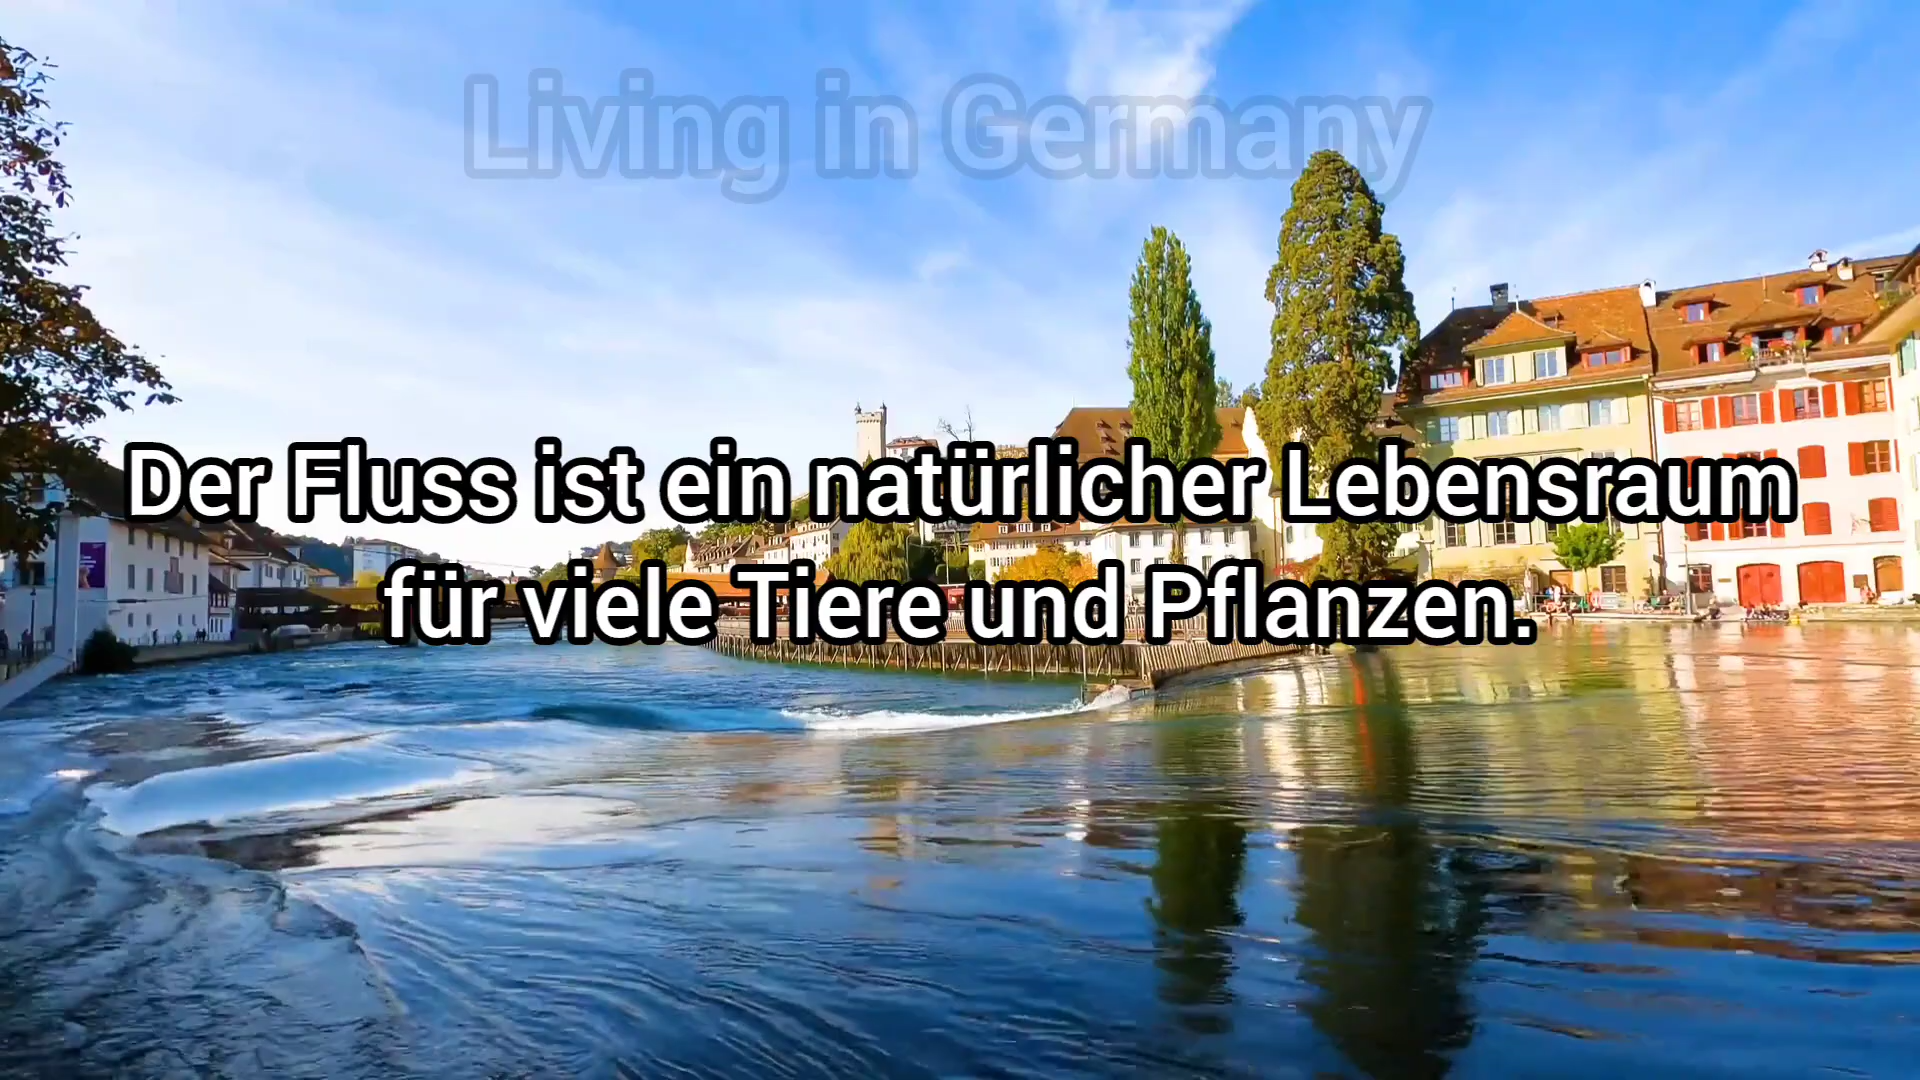 Living in Germany
Der Fluss ist ein natürlicher Lebensraum
für viele Tiere und Pflanzen.